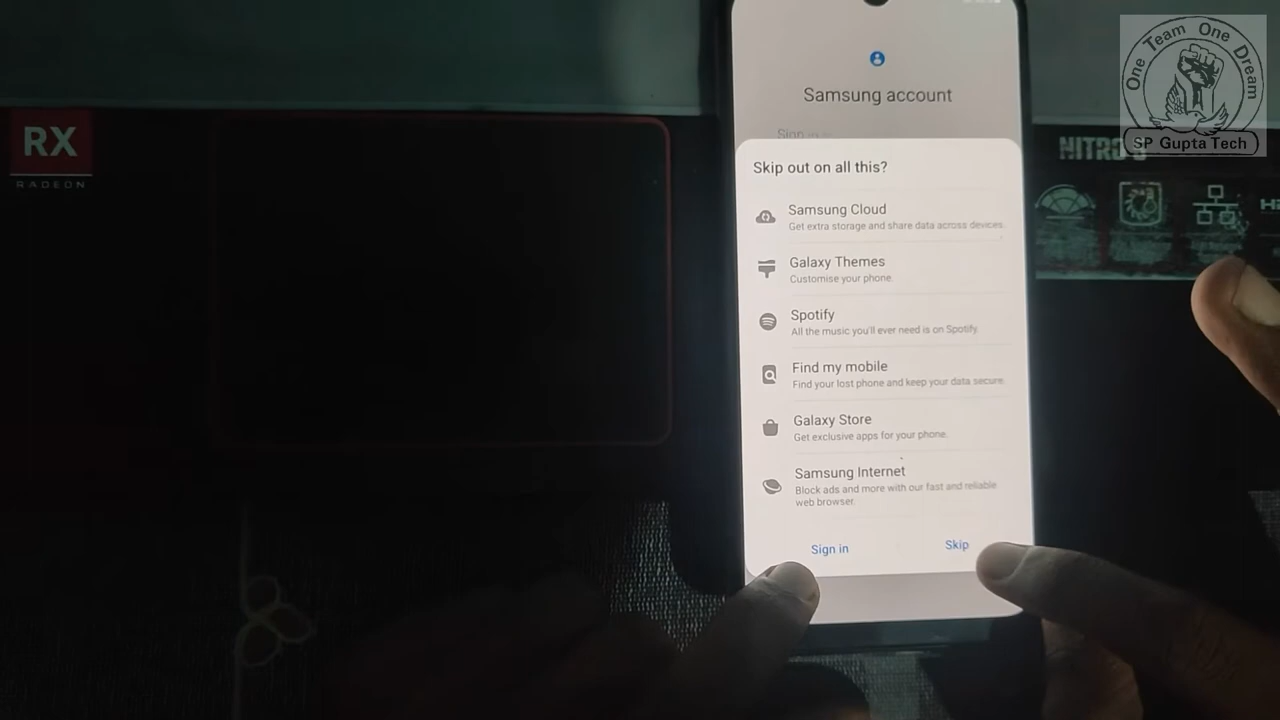 RX
RADEON
Samsung account
Sign in
Skip out on all this?
Samsung Cloud
Get extra storage and share data across devices.
Galaxy Themes
Customise your phone.
Spotify
All the music you'll ever need is on Spotify.
Find my mobile
Find your lost phone and keep your data secure.
Galaxy Store
Get exclusive apps for your phone.
Samsung Internet
Block ads and more with our fast and reliable
web browser.
Sign in
Skip
One Team One Dream
SP Gupta Tech
NITRO